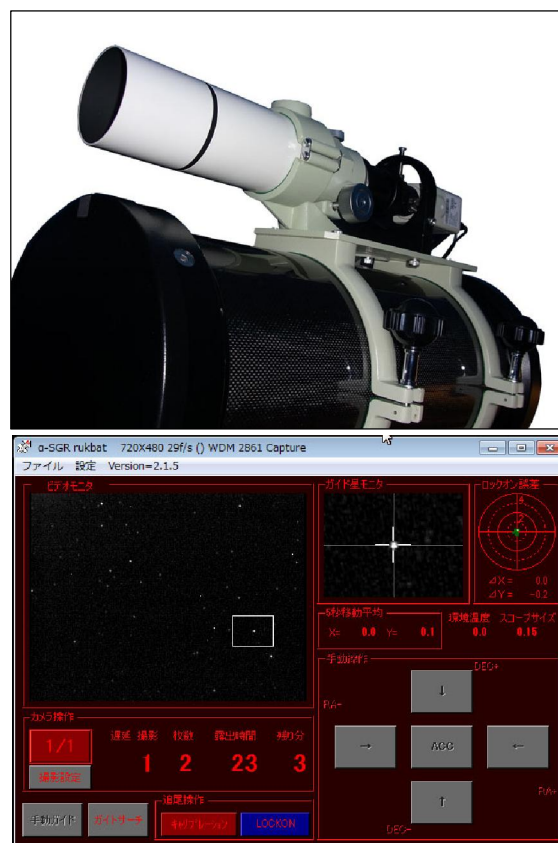 α-SGR rukbat 720X480 29f/s () WDM 2861 Capture
ファイル 設定 Version=2.1.5
ビデオモニタ
ガイド星モニタ
ロックオン誤差
4
2
⊿X= 0.0
⊿Y= -0.2
5秒移動平均
X= 0.0 Y= 0.1
環境温度 スコープサイズ
0.0 0.15
手動操作
DEC+
RA-
↓
→ ACC ←
↑
RA+
DEC-
カメラ操作
1/1
撮影設定
遅延 撮影 枚数 露出時間 残り分
1 2 23 3
手動ガイド
ガイドサーチ
追尾操作
キャリブレーション
LOCKON